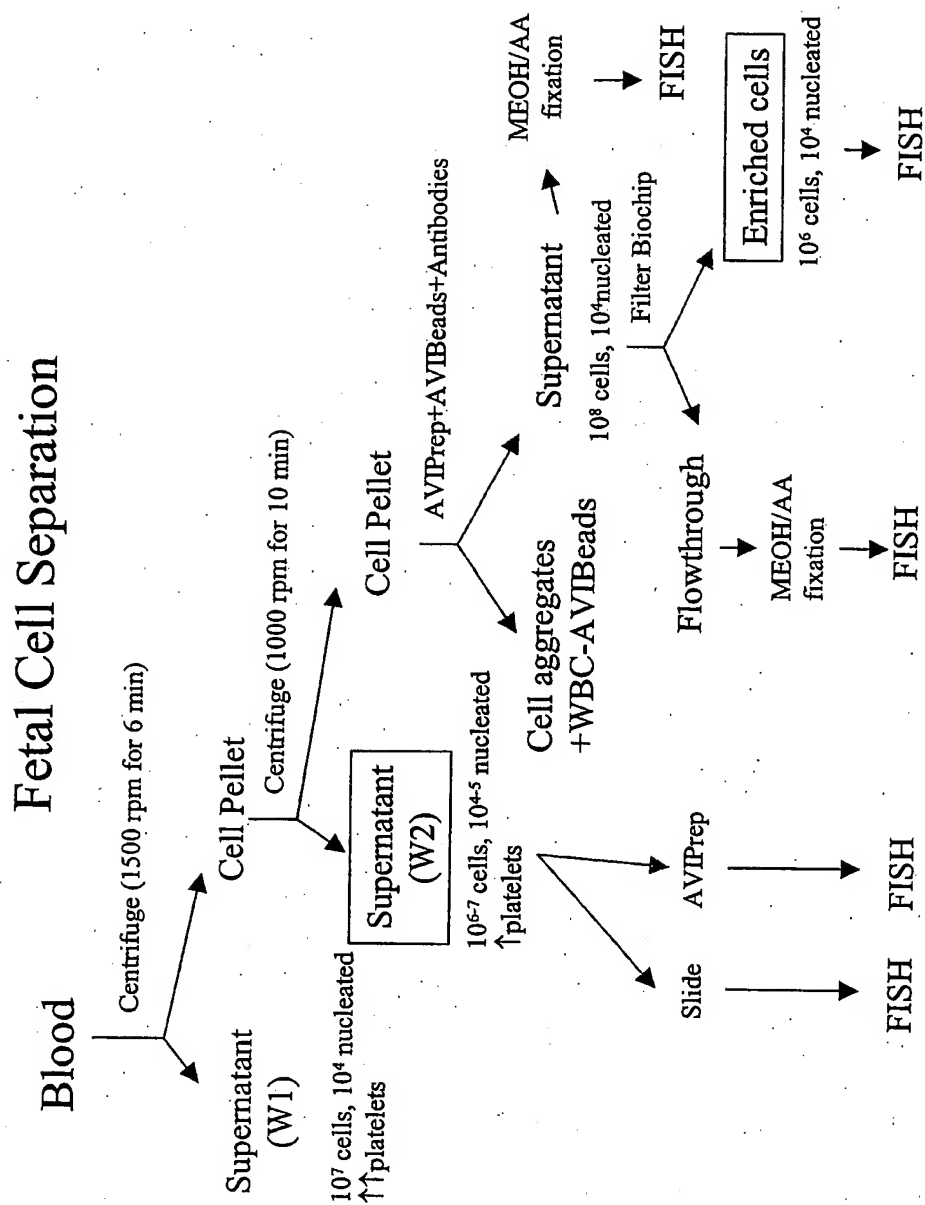 Fetal Cell Separation
Blood
Centrifuge (1500 rpm for 6 min)
Supernatant
(W1)
10⁷ cells, 10⁴ nucleated
↑↑platelets
Cell Pellet
Centrifuge (1000 rpm for 10 min)
Supernatant
(W2)
10⁶⁻⁷ cells, 10⁴⁻⁵ nucleated
↑platelets
Slide
FISH
AVIPrep
FISH
Cell Pellet
AVIPrep+AVIBeads+Antibodies
Cell aggregates
+WBC-AVIBeads
Supernatant
10⁸ cells, 10⁴nucleated
MEOH/AA
fixation
FISH
Filter Biochip
Flowthrough
MEOH/AA
fixation
FISH
Enriched cells
10⁶ cells, 10⁴ nucleated
FISH